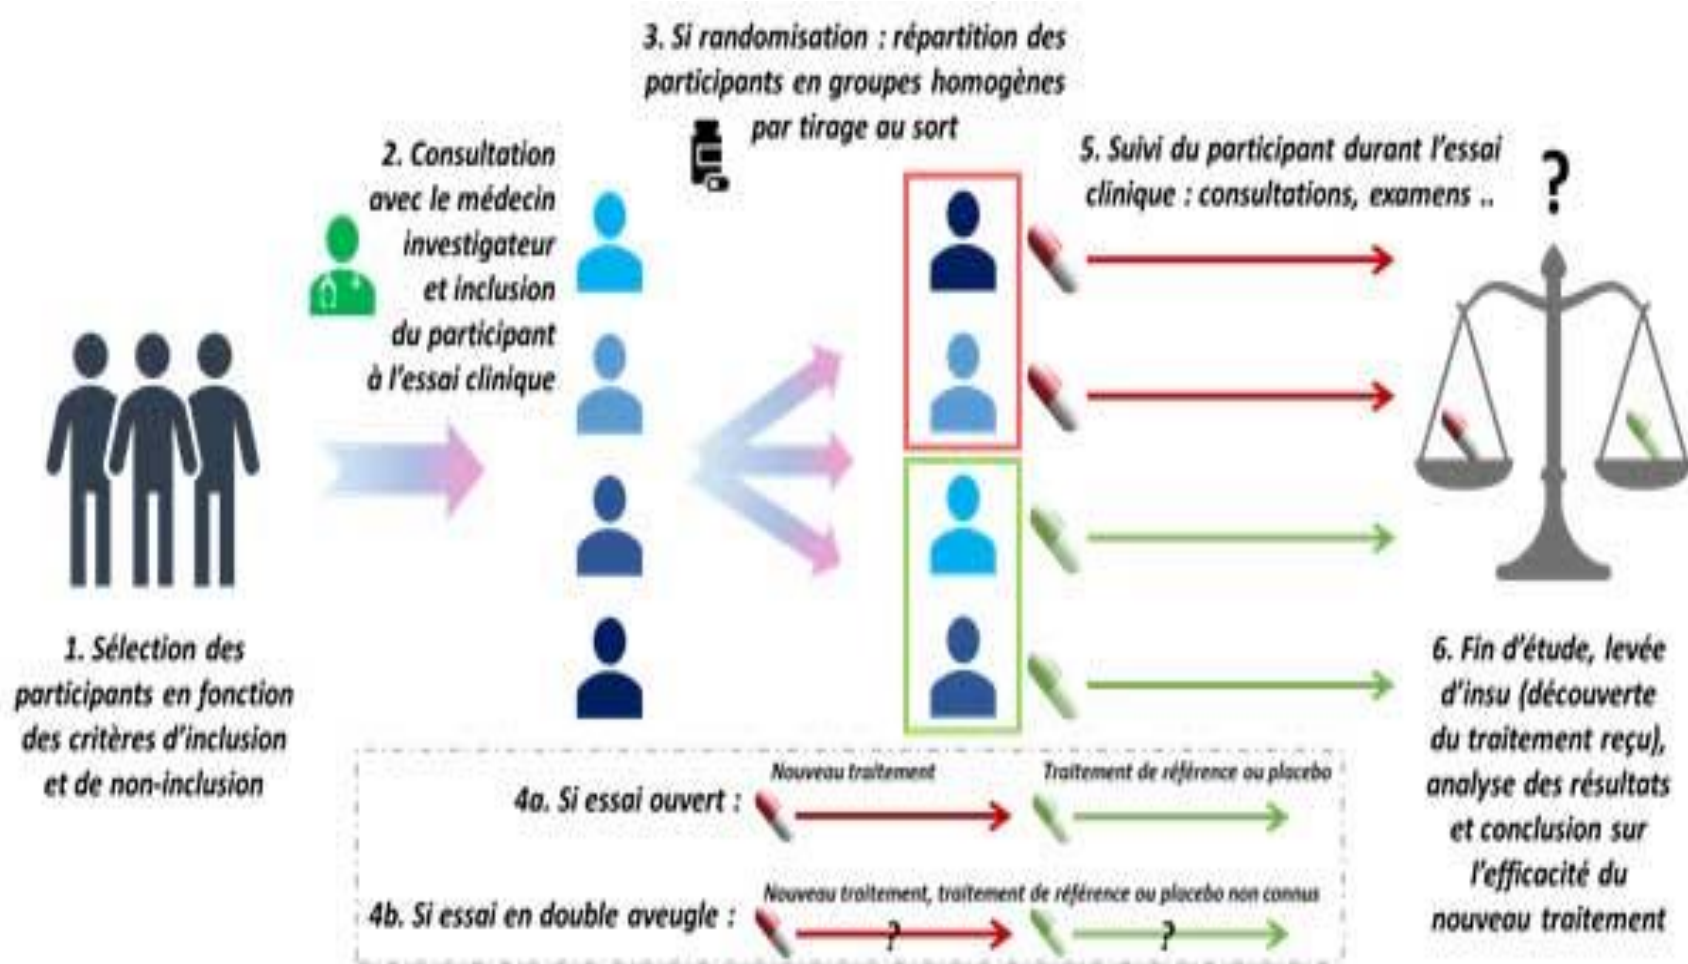 1. Sélection des
participants en fonction
des critères d'inclusion
et de non-inclusion
2. Consultation
avec le médecin
investigateur
et inclusion
du participant
à l'essai clinique
3. Si randomisation : répartition des
participants en groupes homogènes
par tirage au sort
4a. Si essai ouvert :
Nouveau traitement
Traitement de référence ou placebo
4b. Si essai en double aveugle :
Nouveau traitement, traitement de référence ou placebo non connus
?
?
5. Suivi du participant durant l'essai
clinique : consultations, examens ..
?
6. Fin d'étude, levée
d'insu (découverte
du traitement reçu),
analyse des résultats
et conclusion sur
l'efficacité du
nouveau traitement